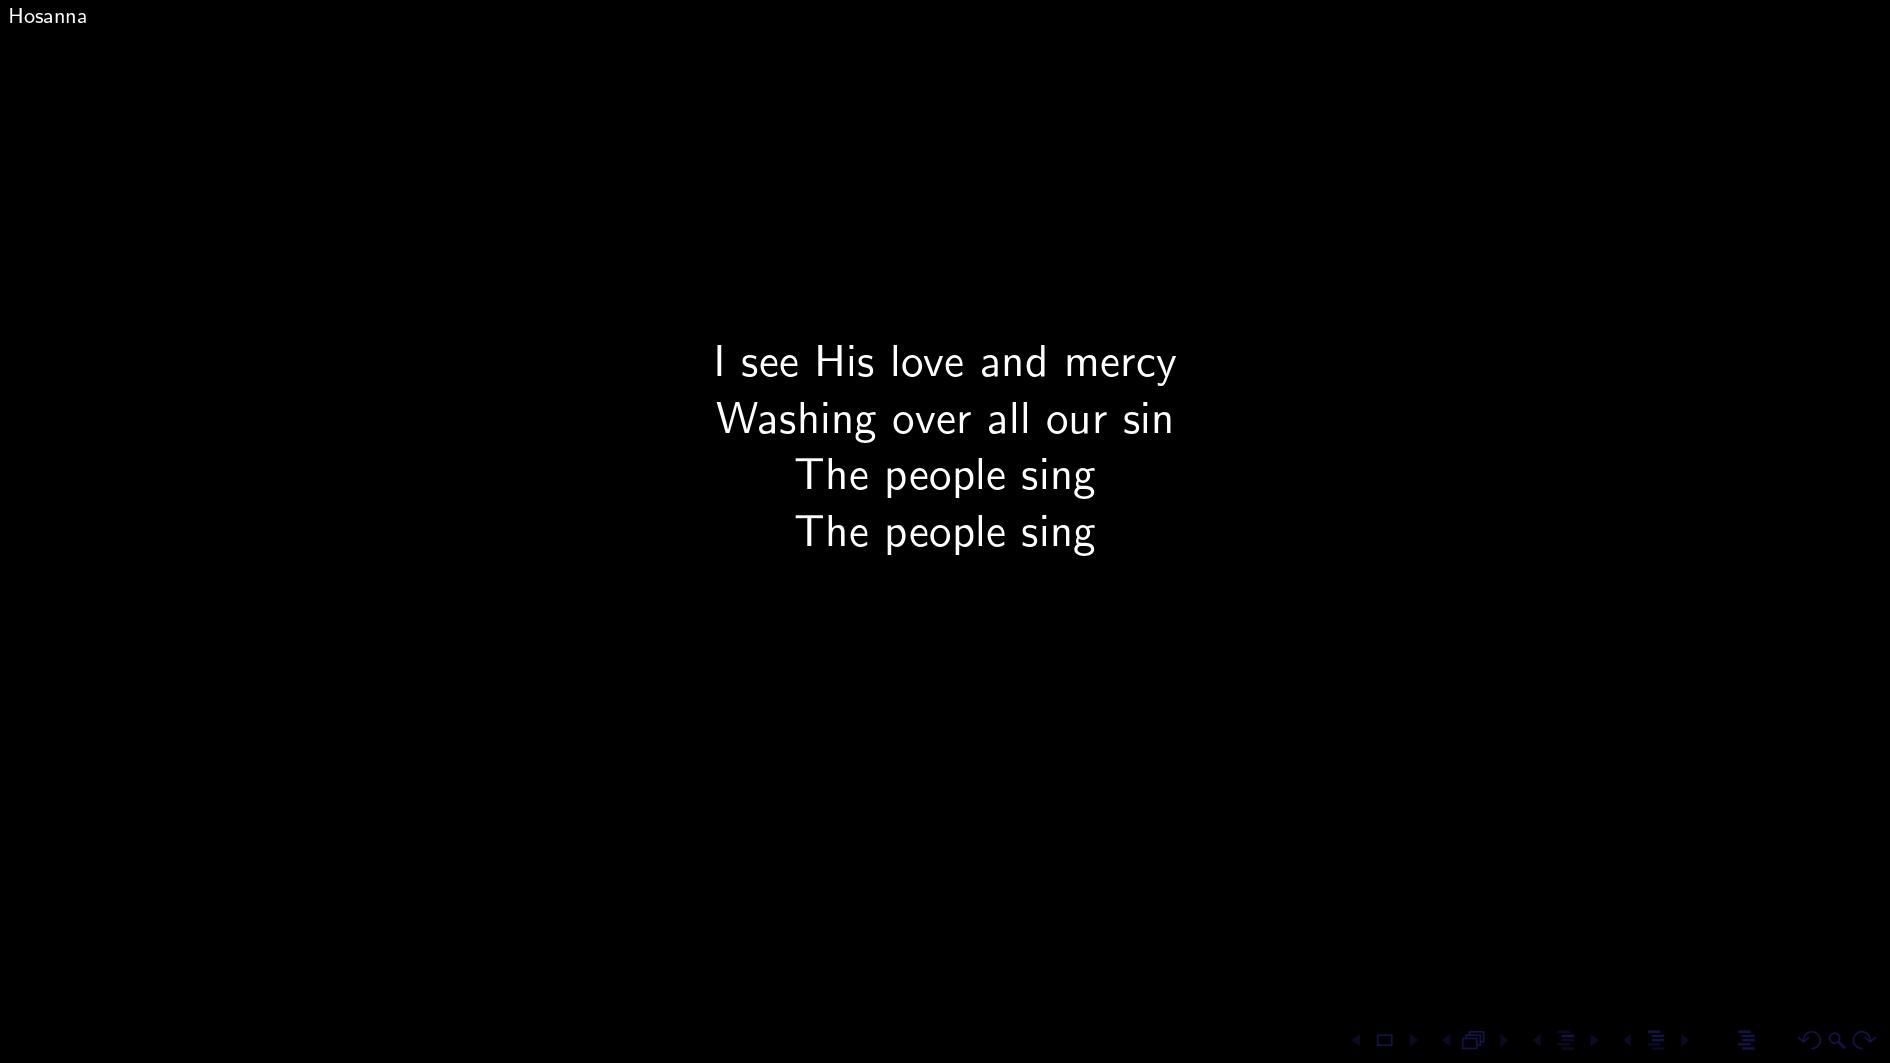 Hosanna
I see His love and mercy
Washing over all our sin
The people sing
The people sing